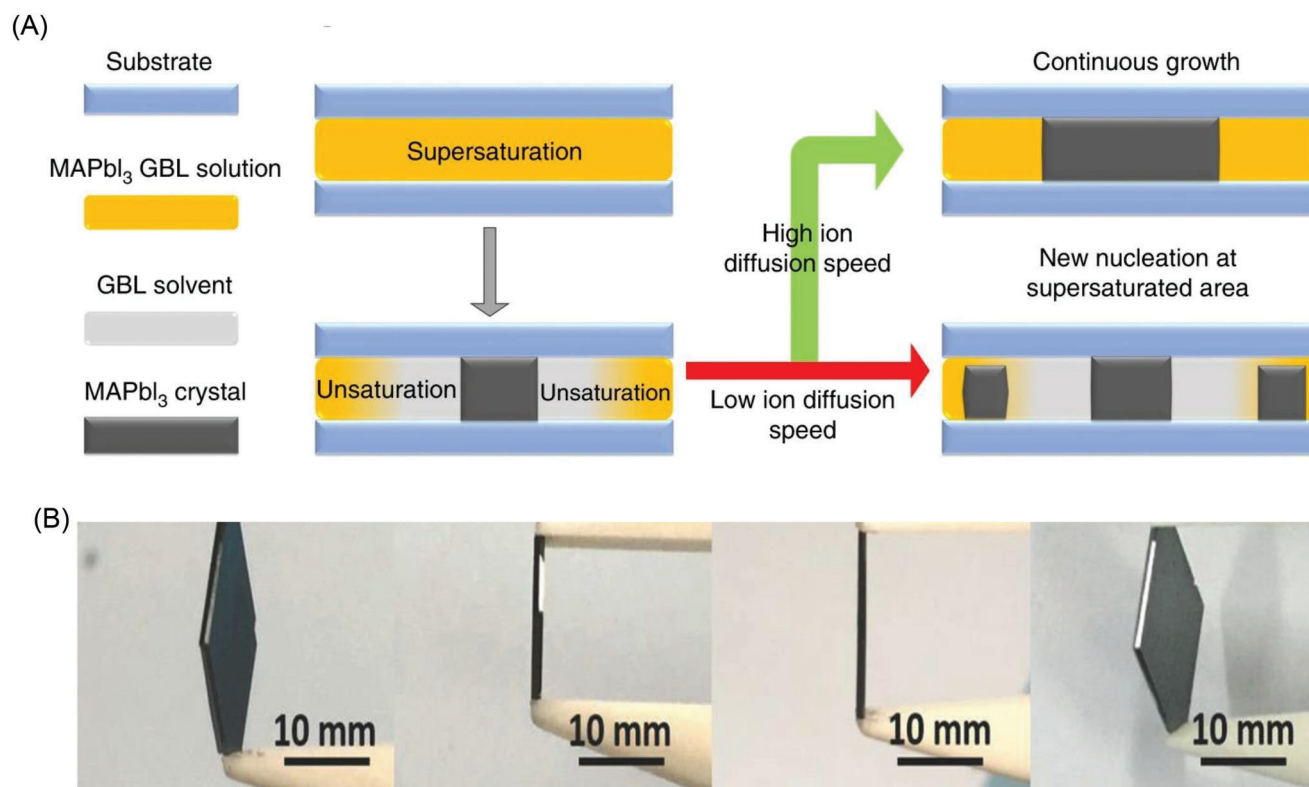 (A)
Substrate
MAPbI₃ GBL solution
GBL solvent
MAPbI₃ crystal
Supersaturation
Unsaturation
Unsaturation
High ion
diffusion speed
Low ion diffusion
speed
Continuous growth
New nucleation at
supersaturated area
(B)
10 mm
10 mm
10 mm
10 mm